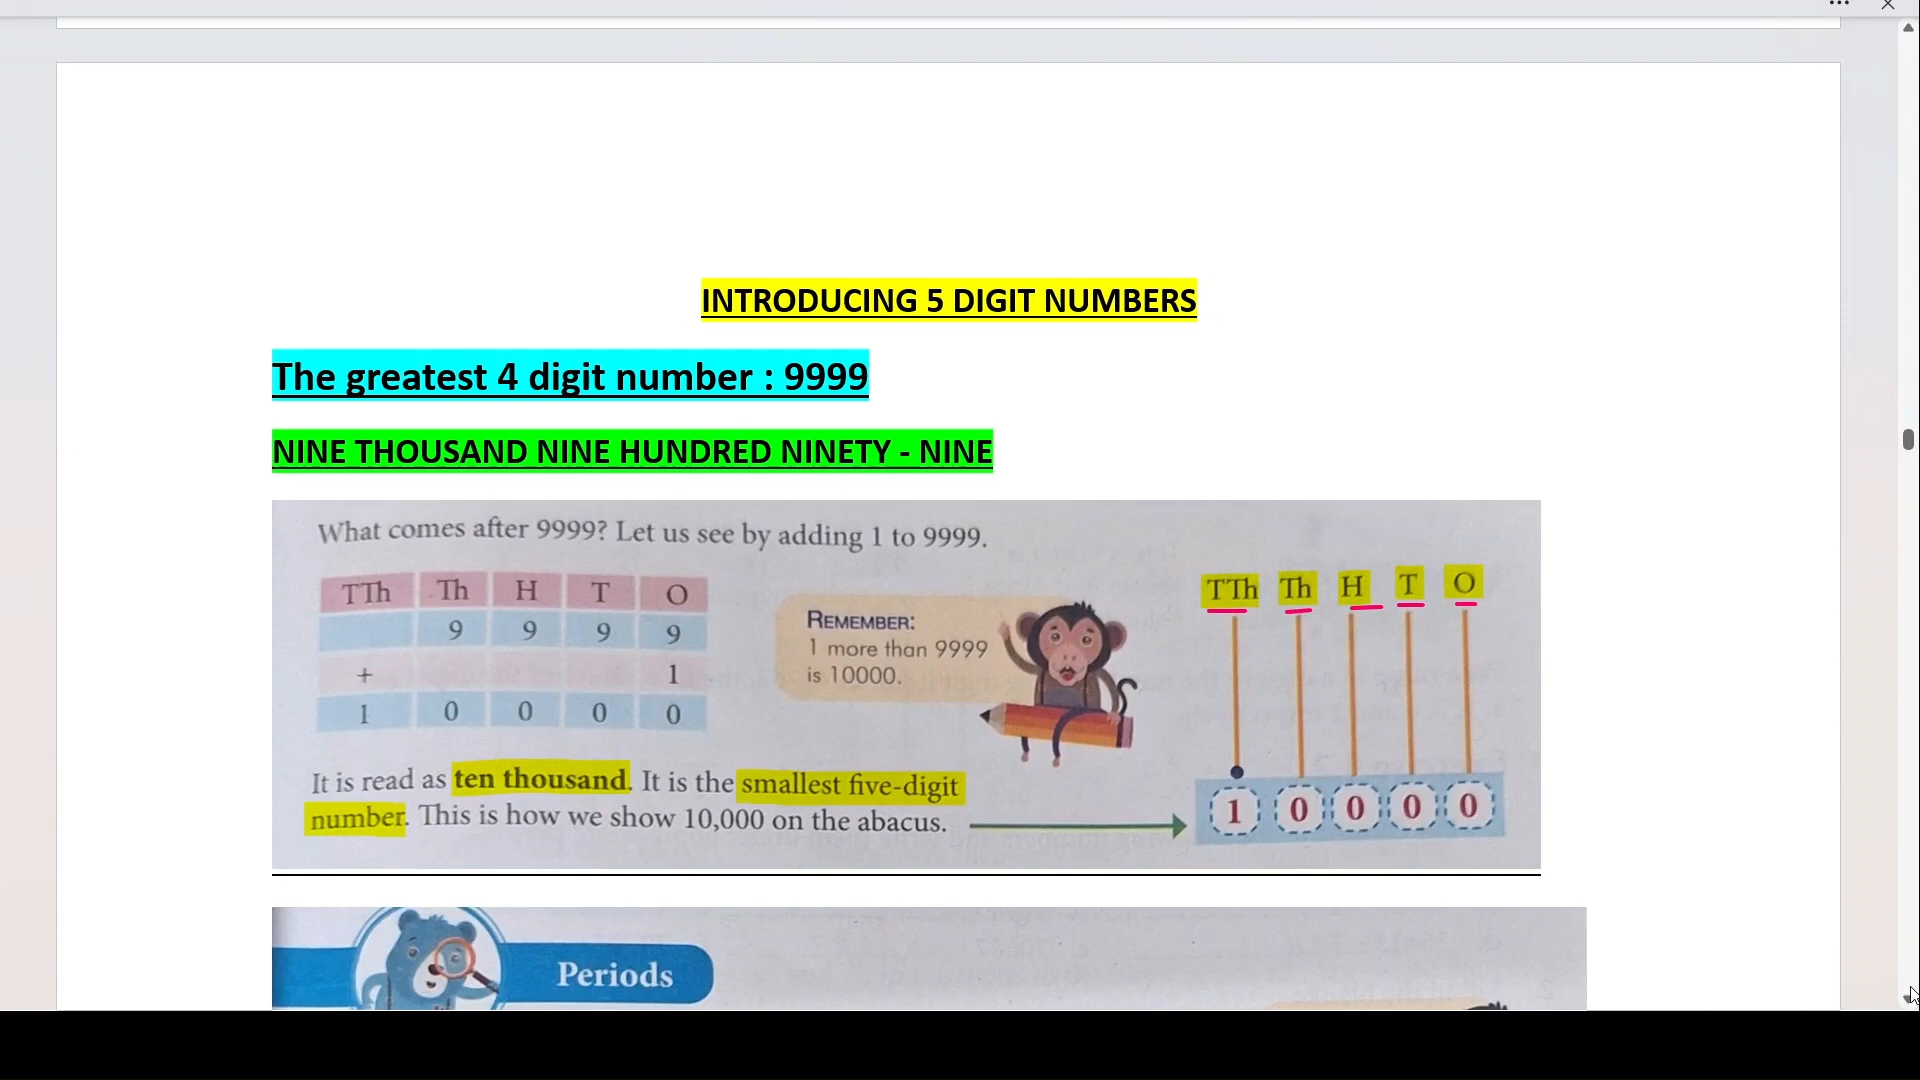 INTRODUCING 5 DIGIT NUMBERS
The greatest 4 digit number : 9999
NINE THOUSAND NINE HUNDRED NINETY - NINE
What comes after 9999? Let us see by adding 1 to 9999.
TTh Th H T O
9 9 9 9
+ 1
1 0 0 0 0
REMEMBER:
1 more than 9999
is 10000.
TTh Th H T O
1 0 0 0 0
It is read as ten thousand. It is the smallest five-digit
number. This is how we show 10,000 on the abacus.
Periods